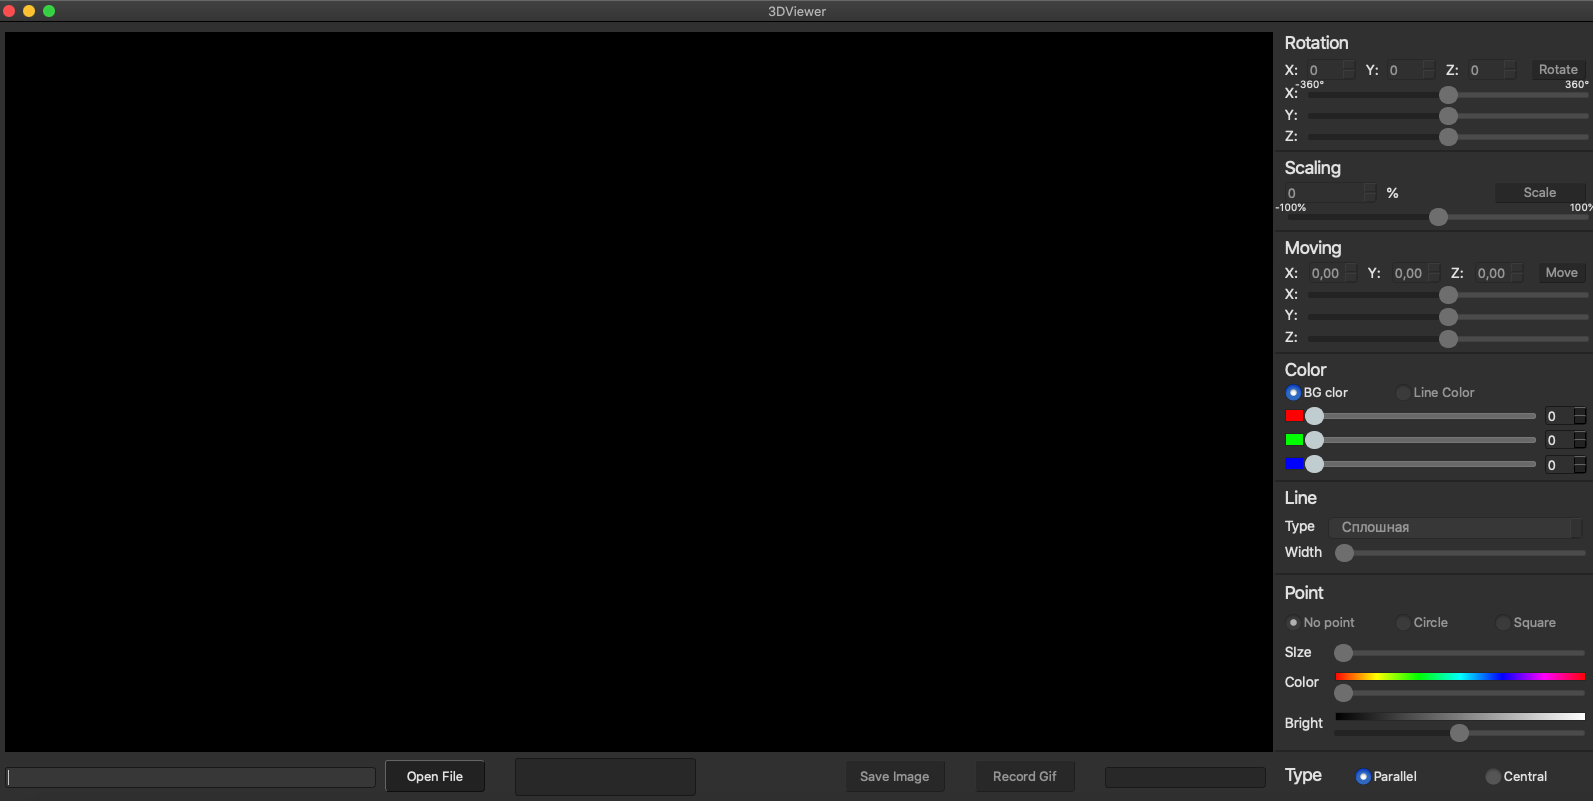 3DViewer
Rotation
X: 0 Y: 0 Z: 0 Rotate
-360° 360°
X:
Y:
Z:
Scaling
0 % Scale
-100% 100%
Moving
X: 0,00 Y: 0,00 Z: 0,00 Move
X:
Y:
Z:
Color
BG clor Line Color
0
0
0
Line
Type Сплошная
Width
Point
No point Circle Square
SIze
Color
Bright
Open File Save Image Record Gif Type Parallel Central